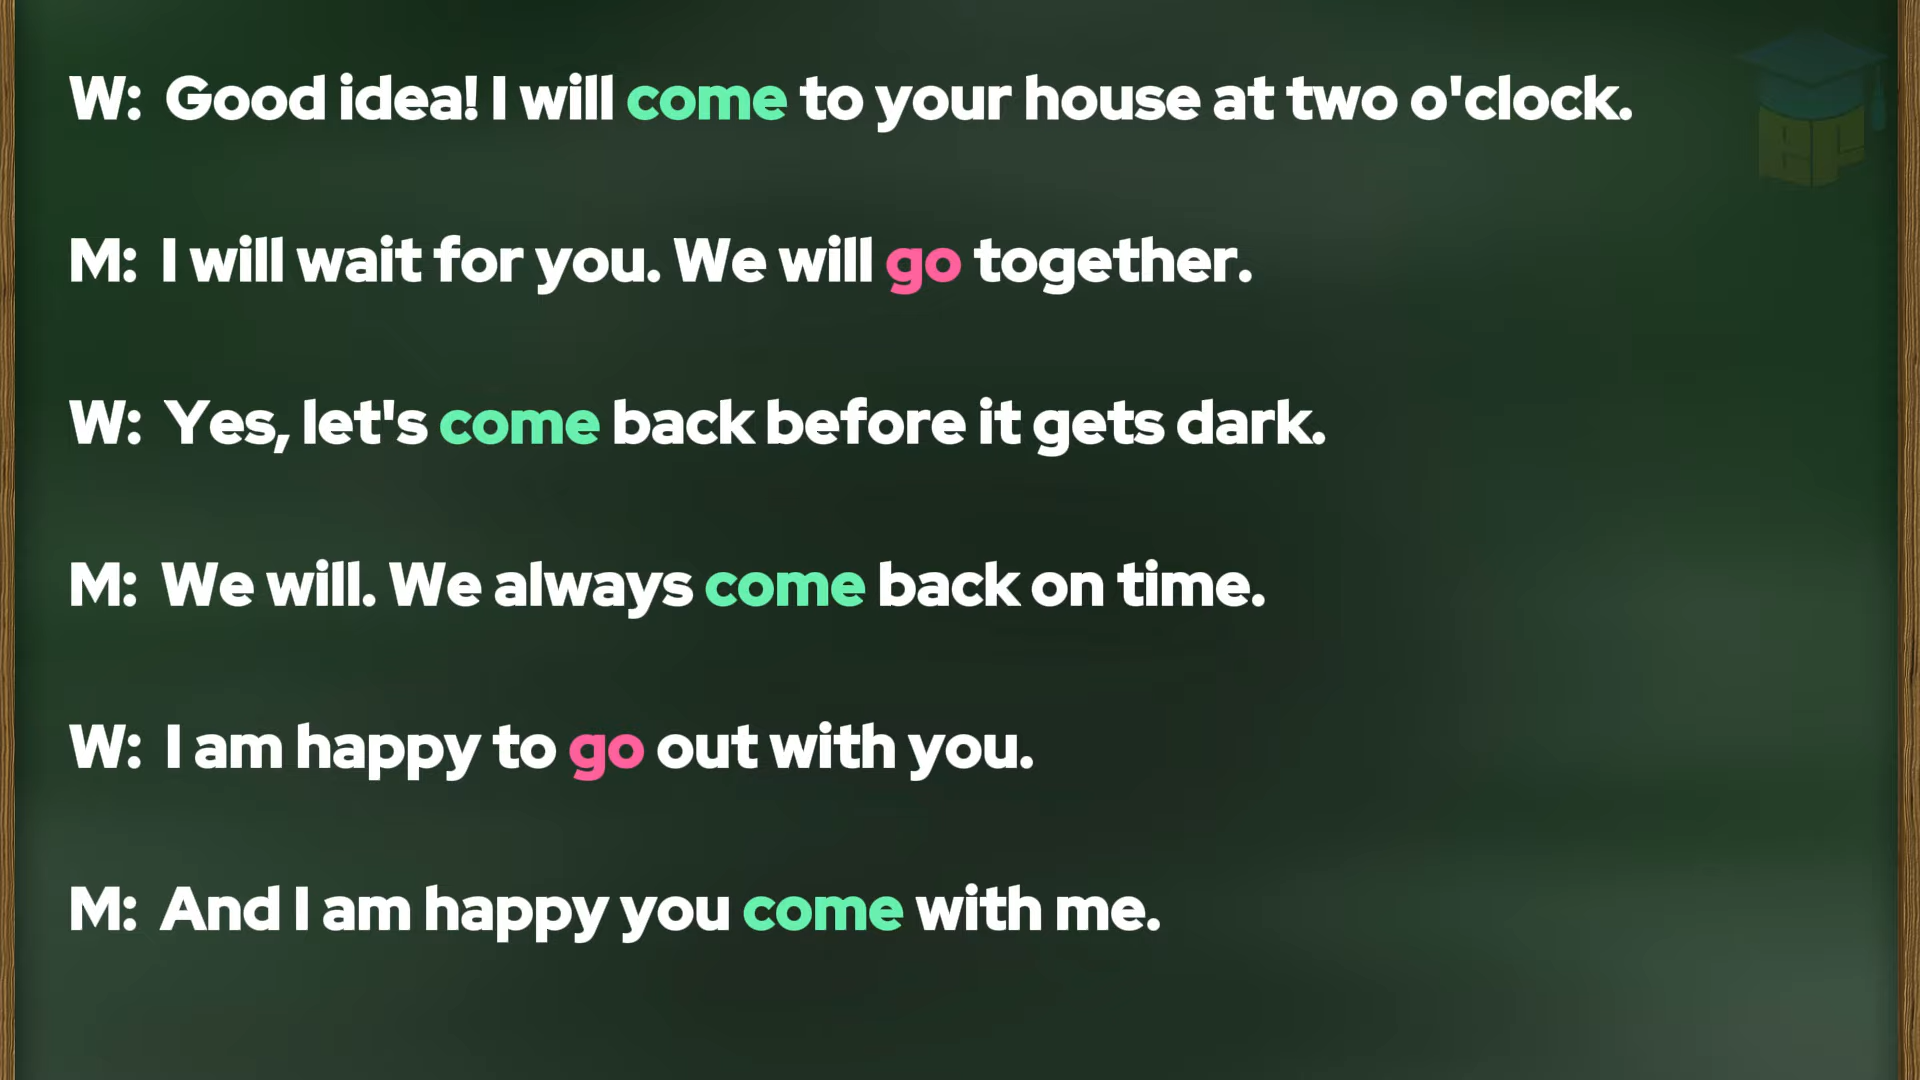 W: Good idea! I will come to your house at two o'clock.
M: I will wait for you. We will go together.
W: Yes, let's come back before it gets dark.
M: We will. We always come back on time.
W: I am happy to go out with you.
M: And I am happy you come with me.